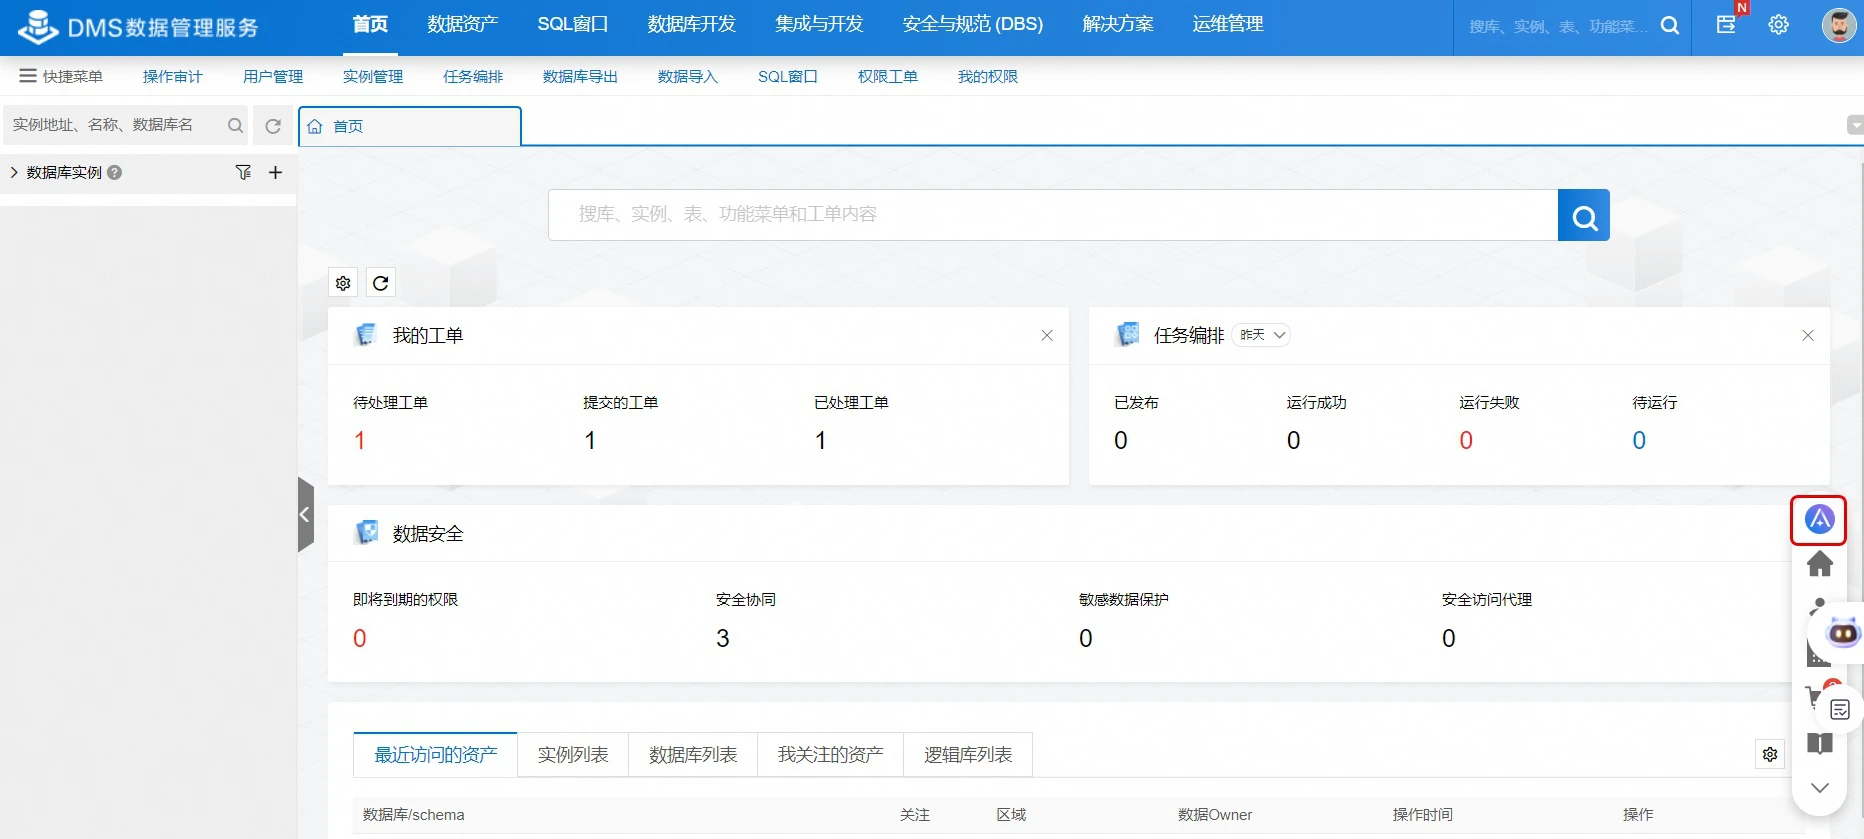 DMS数据管理服务 首页 数据资产 SQL窗口 数据库开发 集成与开发 安全与规范 (DBS) 解决方案 运维管理 搜库、实例、表、功能菜... N
快捷菜单 操作审计 用户管理 实例管理 任务编排 数据库导出 数据导入 SQL窗口 权限工单 我的权限
实例地址、名称、数据库名 首页
数据库实例 ?
搜库、实例、表、功能菜单和工单内容
我的工单 任务编排 昨天
待处理工单 提交的工单 已处理工单 已发布 运行成功 运行失败 待运行
1 1 1 0 0 0 0
数据安全
即将到期的权限 安全协同 敏感数据保护 安全访问代理
0 3 0 0
最近访问的资产 实例列表 数据库列表 我关注的资产 逻辑库列表
数据库/schema 关注 区域 数据Owner 操作时间 操作